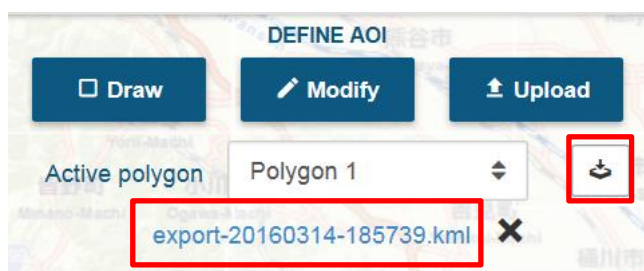 DEFINE AOI
Draw Modify Upload
Active polygon Polygon 1
export-20160314-185739.kml